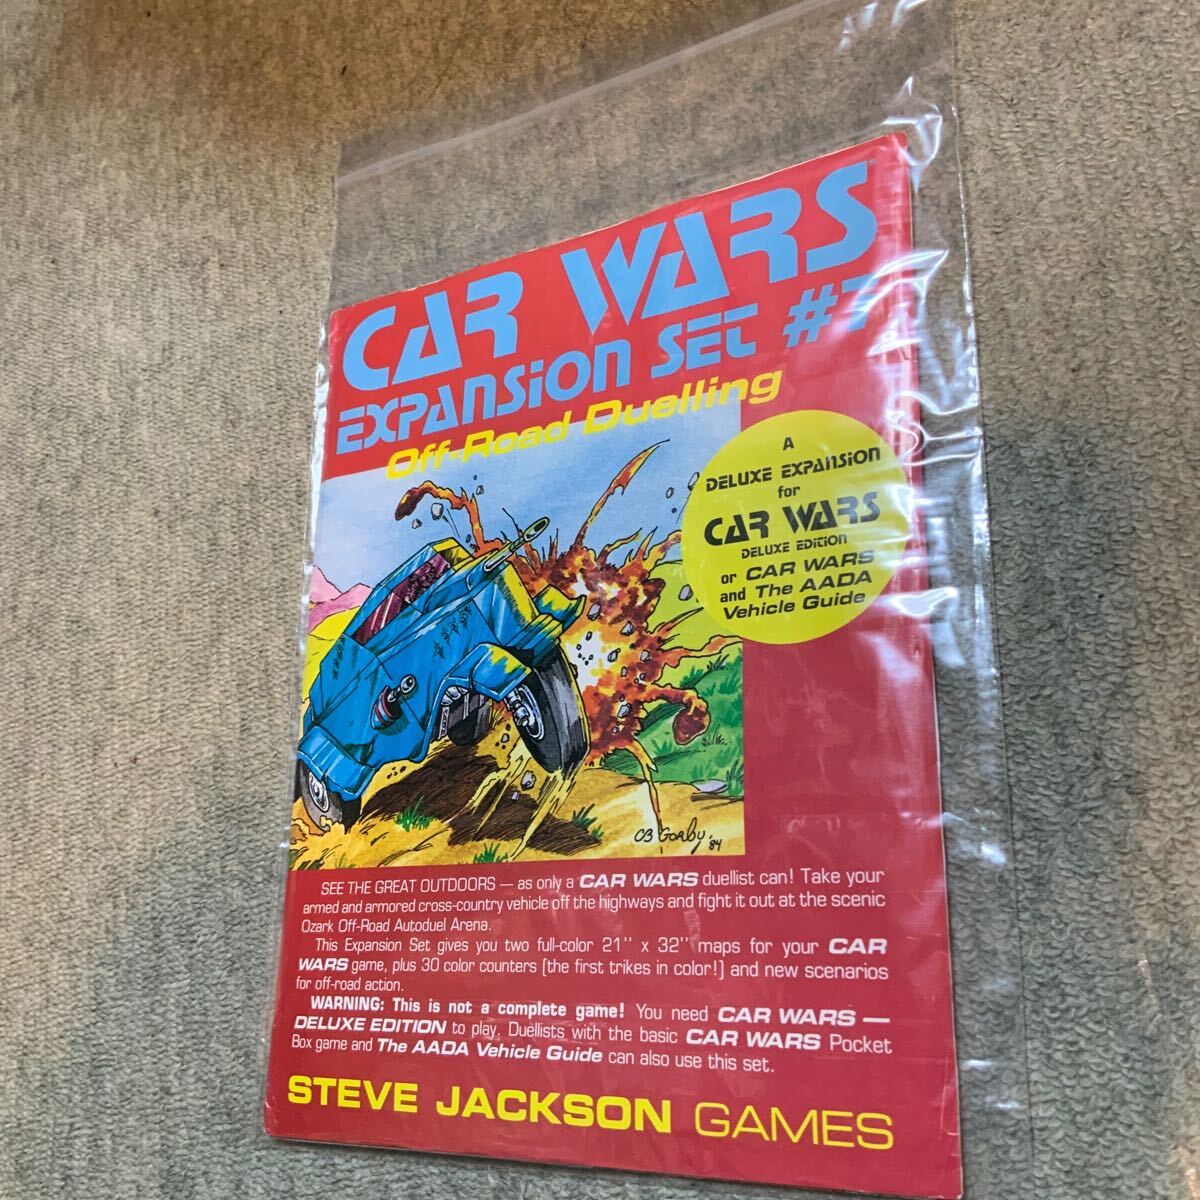 CAR WARS®
EXPANSION SET #7
Off-Road Duelling
A
DELUXE EXPANSION
for
CAR WARS
DELUXE EDITION
or CAR WARS
and The AADA
Vehicle Guide
CB Gorby '84
SEE THE GREAT OUTDOORS — as only a CAR WARS duellist can! Take your
armed and armored cross-country vehicle off the highways and fight it out at the scenic
Ozark Off-Road Autoduel Arena.
This Expansion Set gives you two full-color 21" x 32" maps for your CAR
WARS game, plus 30 color counters (the first trikes in color!) and new scenarios
for off-road action.
WARNING: This is not a complete game! You need CAR WARS —
DELUXE EDITION to play. Duellists with the basic CAR WARS Pocket
Box game and The AADA Vehicle Guide can also use this set.
STEVE JACKSON GAMES